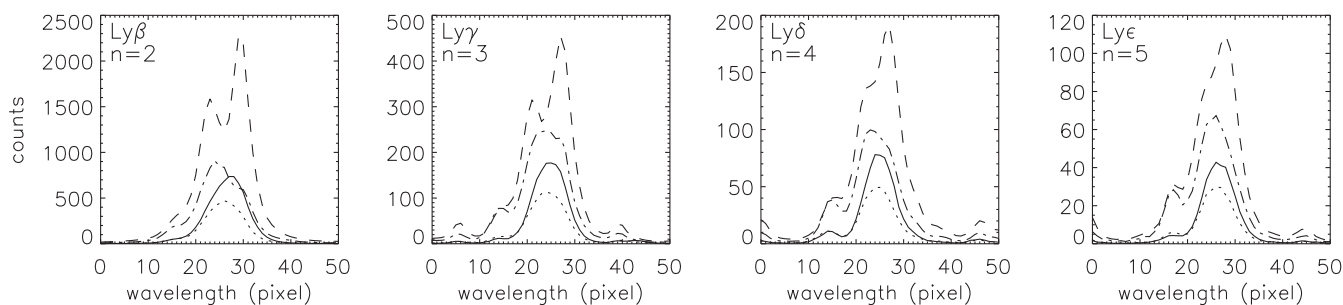 Lyβ
n=2
2500
2000
1500
1000
500
0
counts
0 10 20 30 40 50
wavelength (pixel)
Lyγ
n=3
500
400
300
200
100
0
0 10 20 30 40 50
wavelength (pixel)
Lyδ
n=4
200
150
100
50
0
0 10 20 30 40 50
wavelength (pixel)
Lyϵ
n=5
120
100
80
60
40
20
0
0 10 20 30 40 50
wavelength (pixel)